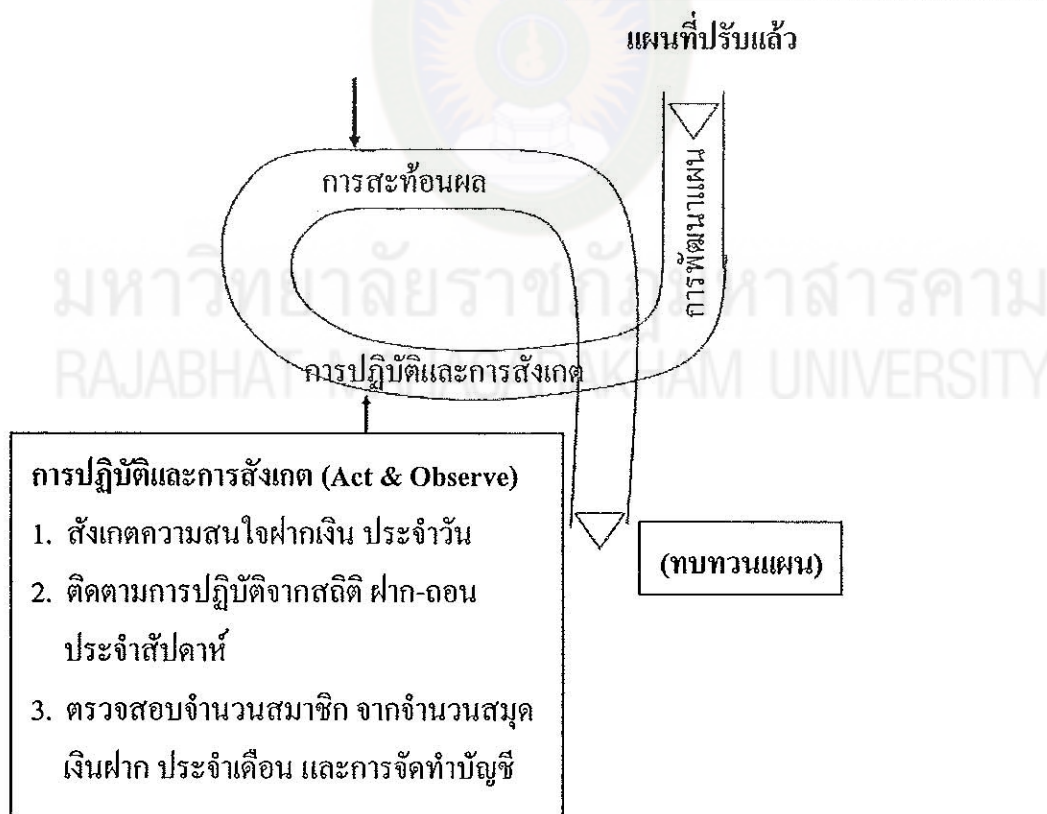 แผนที่ปรับแล้ว
การสะท้อนผล
การพัฒนาแผน
มหาวิทยาลัยราชภัฏมหาสารคาม
RAJABHAT MAHASARAKHAM UNIVERSITY
การปฏิบัติและการสังเกต
การปฏิบัติและการสังเกต (Act & Observe)
1. สังเกตความสนใจฝากเงิน ประจำวัน
2. ติดตามการปฏิบัติจากสถิติ ฝาก-ถอน
ประจำสัปดาห์
3. ตรวจสอบจำนวนสมาชิก จากจำนวนสมุด
เงินฝาก ประจำเดือน และการจัดทำบัญชี
(ทบทวนแผน)